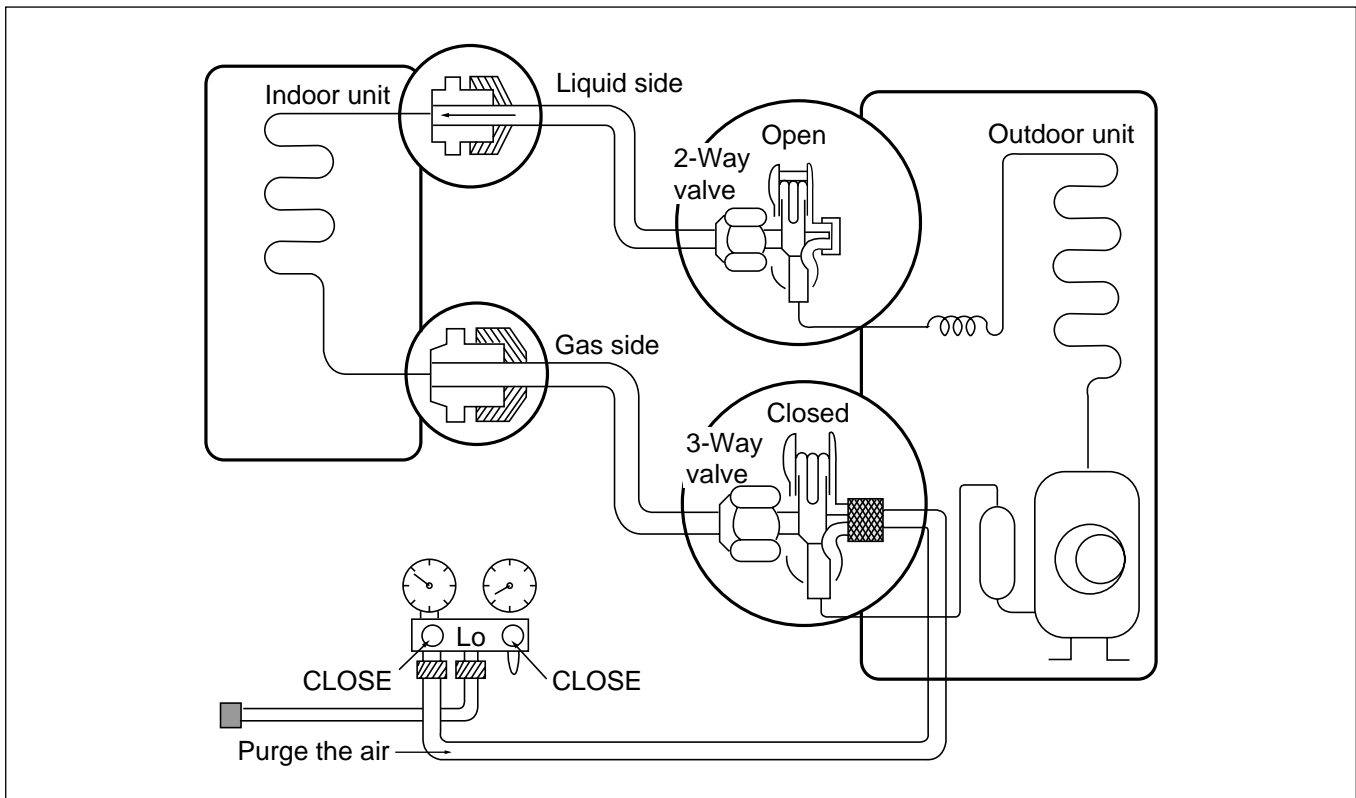 Indoor unit
Liquid side
Open
2-Way
valve
Outdoor unit
Gas side
Closed
3-Way
valve
Lo
CLOSE
CLOSE
Purge the air